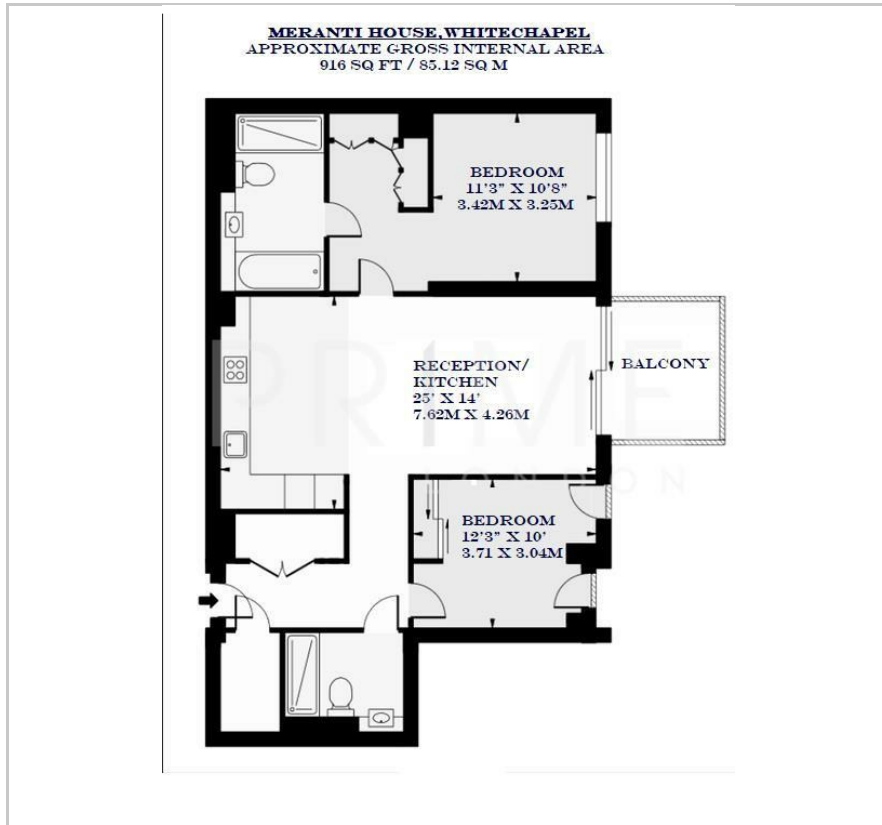 MERANTI HOUSE, WHITECHAPEL
APPROXIMATE GROSS INTERNAL AREA
916 SQ FT / 85.12 SQ M
BEDROOM
11'3" X 10'8"
3.42M X 3.25M
RECEPTION/
KITCHEN
25' X 14'
7.62M X 4.26M
BALCONY
PRIME
LONDON
BEDROOM
12'3" X 10'
3.71 X 3.04M